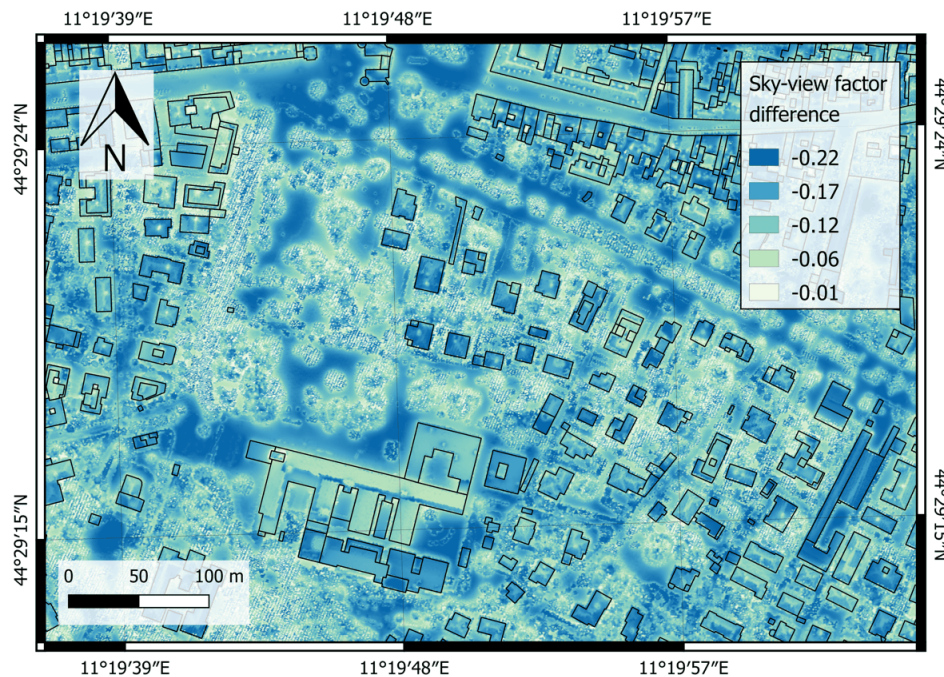 11°19′39″E 11°19′48″E 11°19′57″E
44°29′24″N
44°29′24″N
N
Sky-view factor
difference
-0.22
-0.17
-0.12
-0.06
-0.01
44°29′15″N
44°29′15″N
0 50 100 m
11°19′39″E 11°19′48″E 11°19′57″E